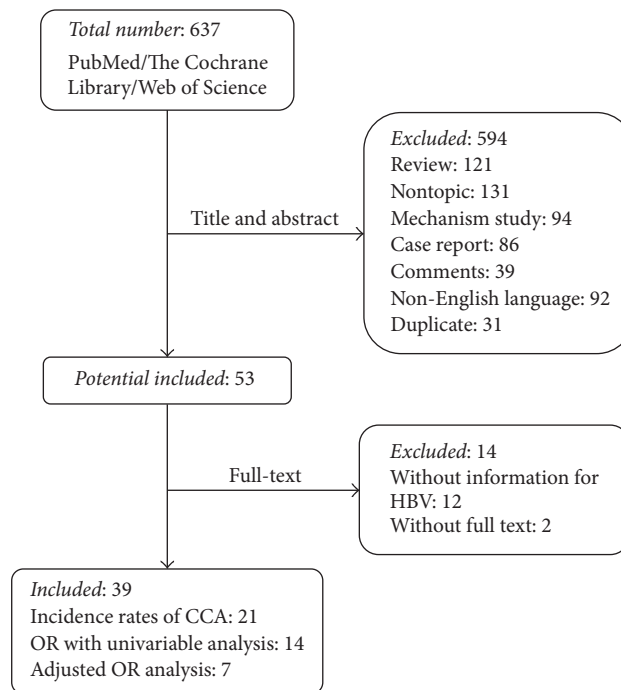 Total number: 637
PubMed/The Cochrane
Library/Web of Science
Title and abstract
Excluded: 594
Review: 121
Nontopic: 131
Mechanism study: 94
Case report: 86
Comments: 39
Non-English language: 92
Duplicate: 31
Potential included: 53
Full-text
Excluded: 14
Without information for
HBV: 12
Without full text: 2
Included: 39
Incidence rates of CCA: 21
OR with univariable analysis: 14
Adjusted OR analysis: 7